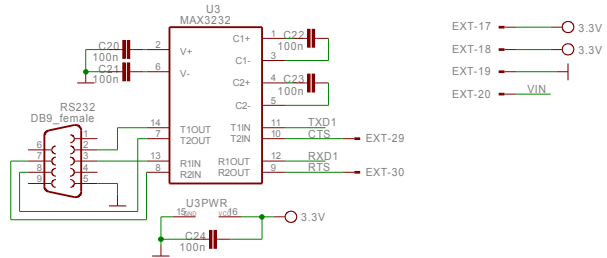 U3
MAX3232
C20
100n
2
V+
C21
100n
6
V-
C1+
1
C22
100n
C1-
3
C2+
4
C23
100n
C2-
5
RS232
DB9_female
1
6
2
7
3
8
4
9
5
14
T1OUT
7
T2OUT
13
R1IN
8
R2IN
T1IN
11
TXD1
T2IN
10
CTS
EXT-29
R1OUT
12
RXD1
R2OUT
9
RTS
EXT-30
U3PWR
15
GND
VCC
16
3.3V
C24
100n
EXT-17
3.3V
EXT-18
3.3V
EXT-19
EXT-20
VIN